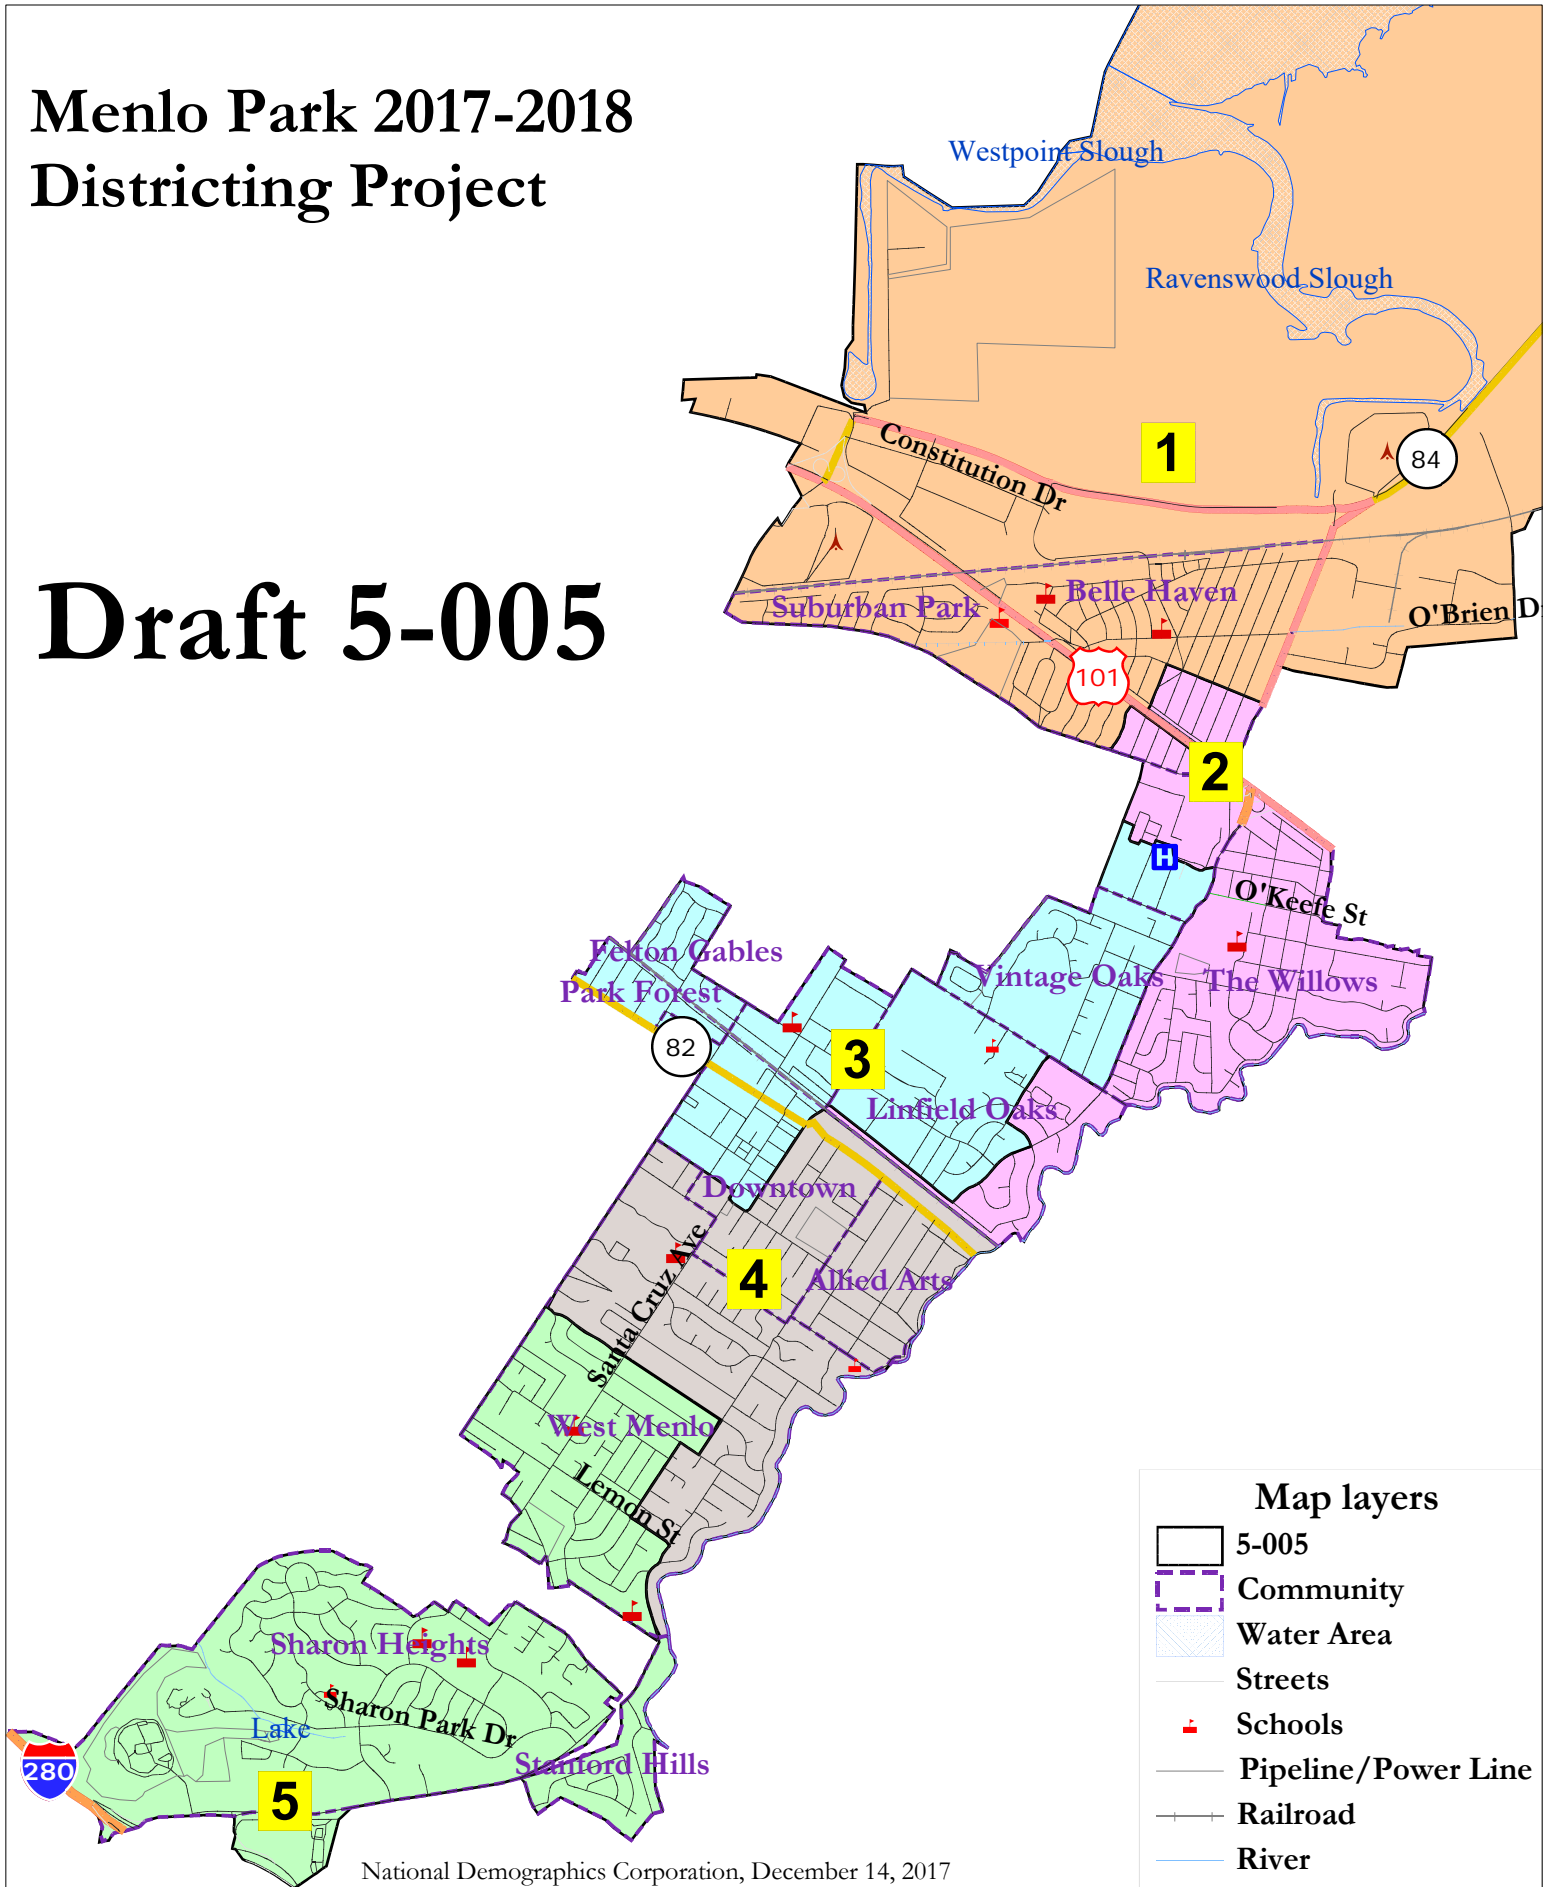 Menlo Park 2017-2018
Districting Project
Draft 5-005
Westpoint Slough
Ravenswood Slough
Constitution Dr
1
84
Suburban Park
Belle Haven
O'Brien Dr
101
2
H
O'Keefe St
Felton Gables
Park Forest
Vintage Oaks
The Willows
82
3
Linfield Oaks
Downtown
Santa Cruz Ave
4
Allied Arts
West Menlo
Lemon St
Sharon Heights
Sharon Park Dr
Lake
Stanford Hills
280
5
Map layers
5-005
Community
Water Area
Streets
Schools
Pipeline/Power Line
Railroad
River
National Demographics Corporation, December 14, 2017